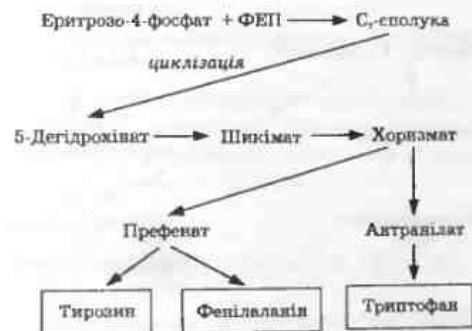 Еритрозо-4-фосфат + ФЕП → C₇-сполука
циклізація
5-Дегідрохінат → Шикімат → Хоризмат
Префенат Антранілат
Тирозин Фенілаланін Триптофан